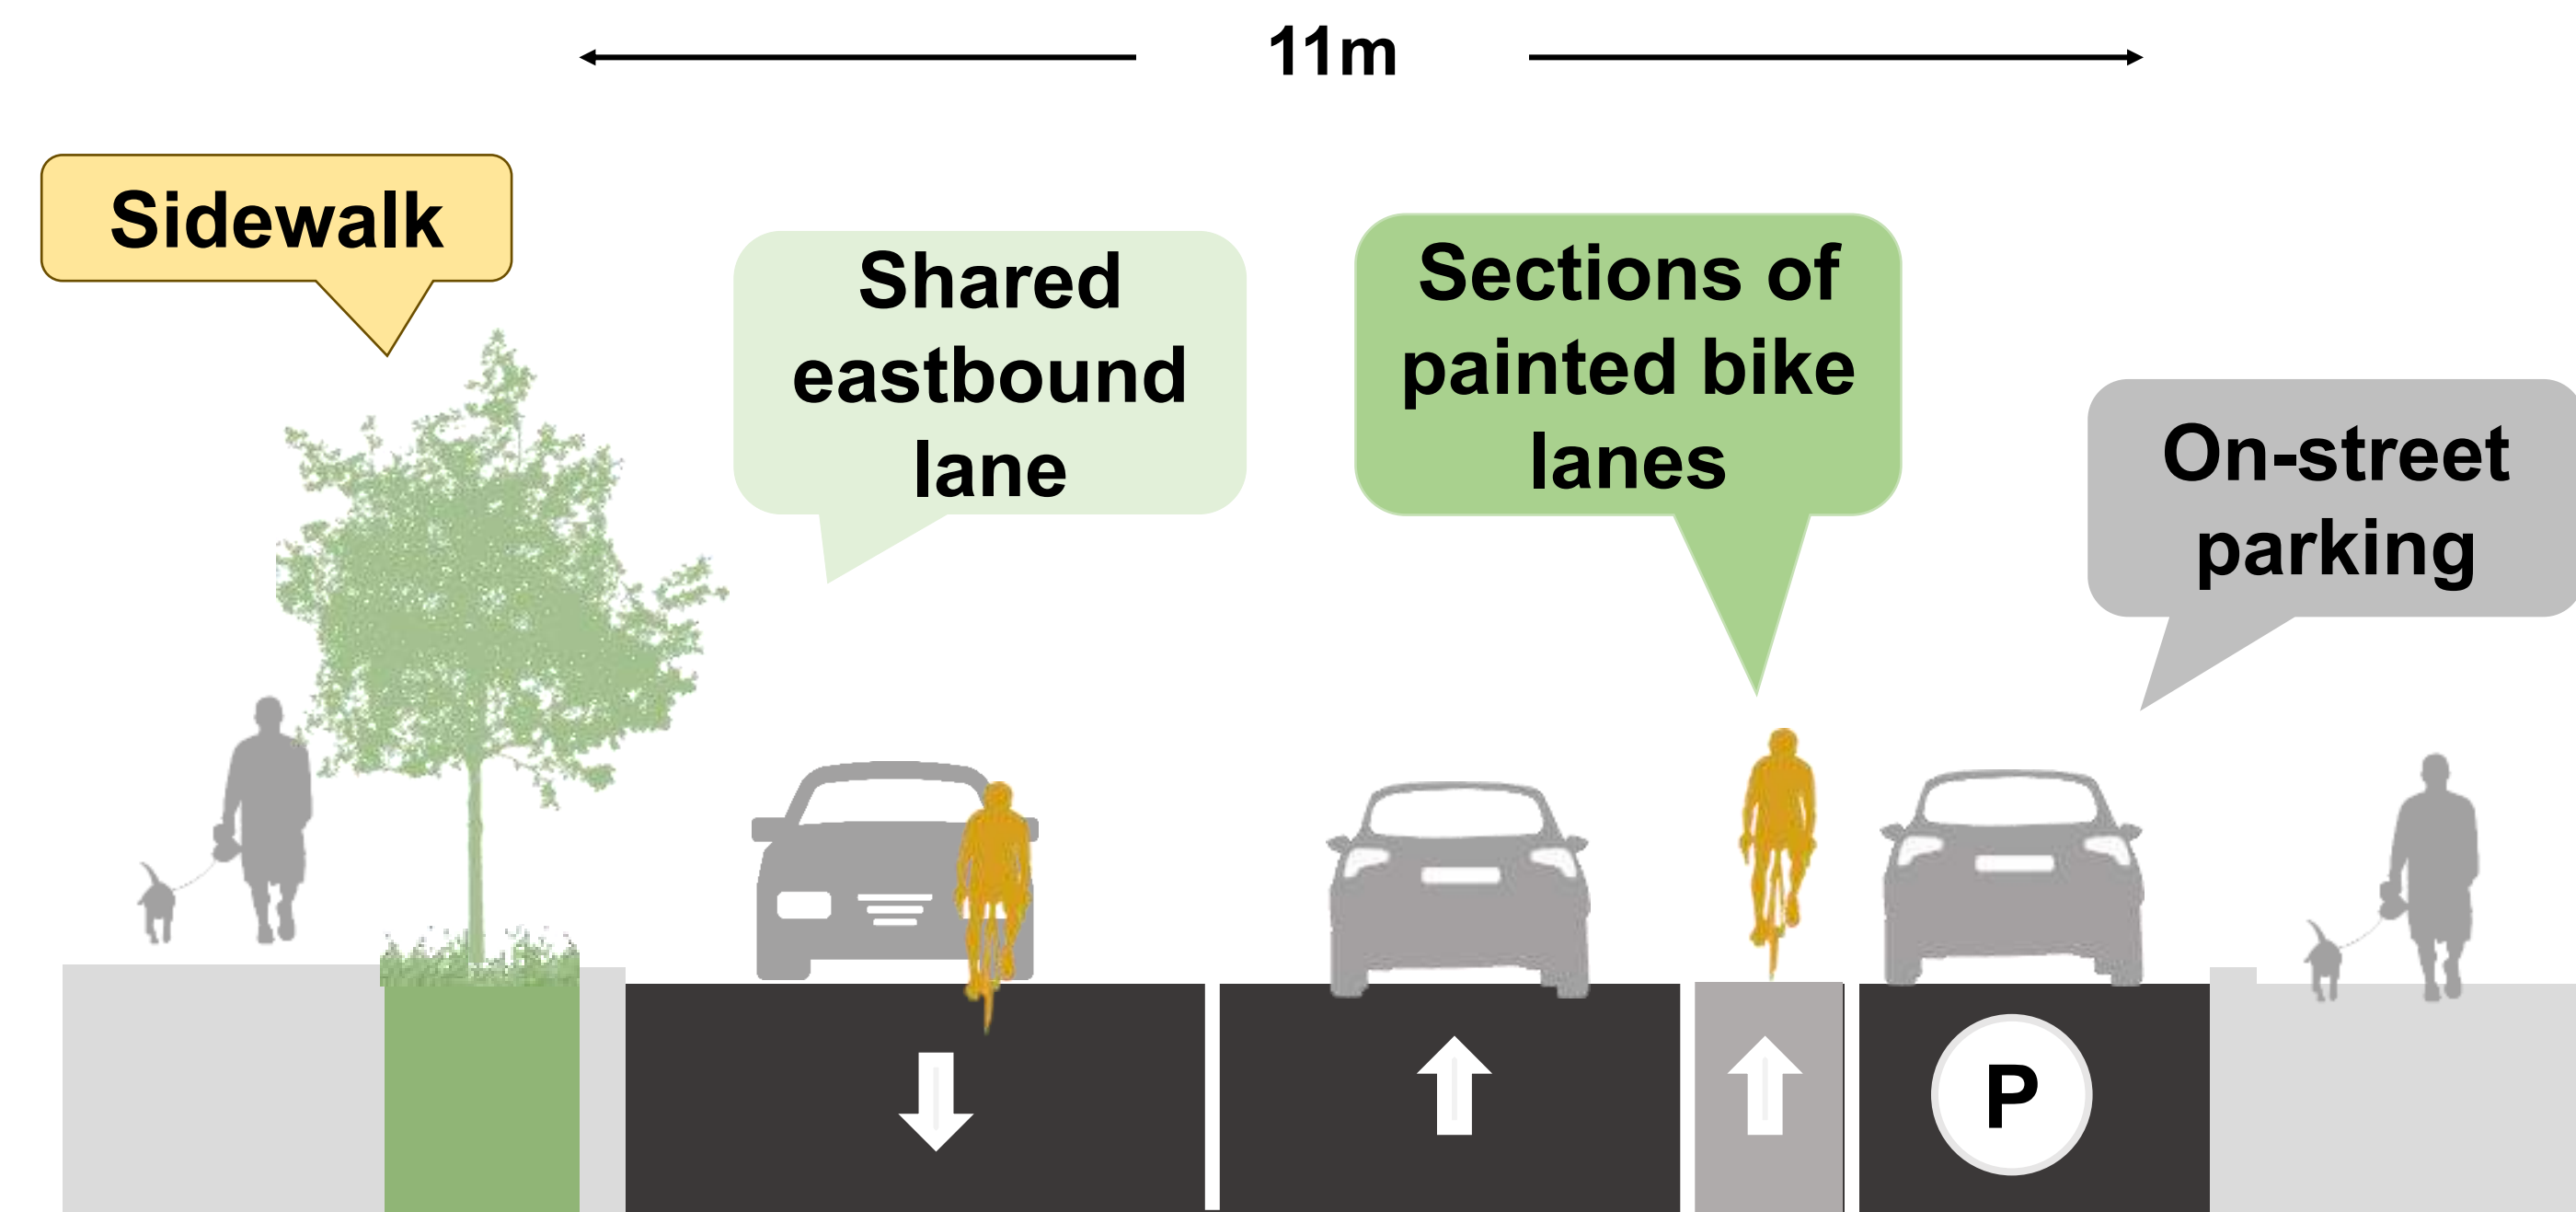 11m
Sidewalk
Shared
eastbound
lane
Sections of
painted bike
lanes
On-street
parking
P